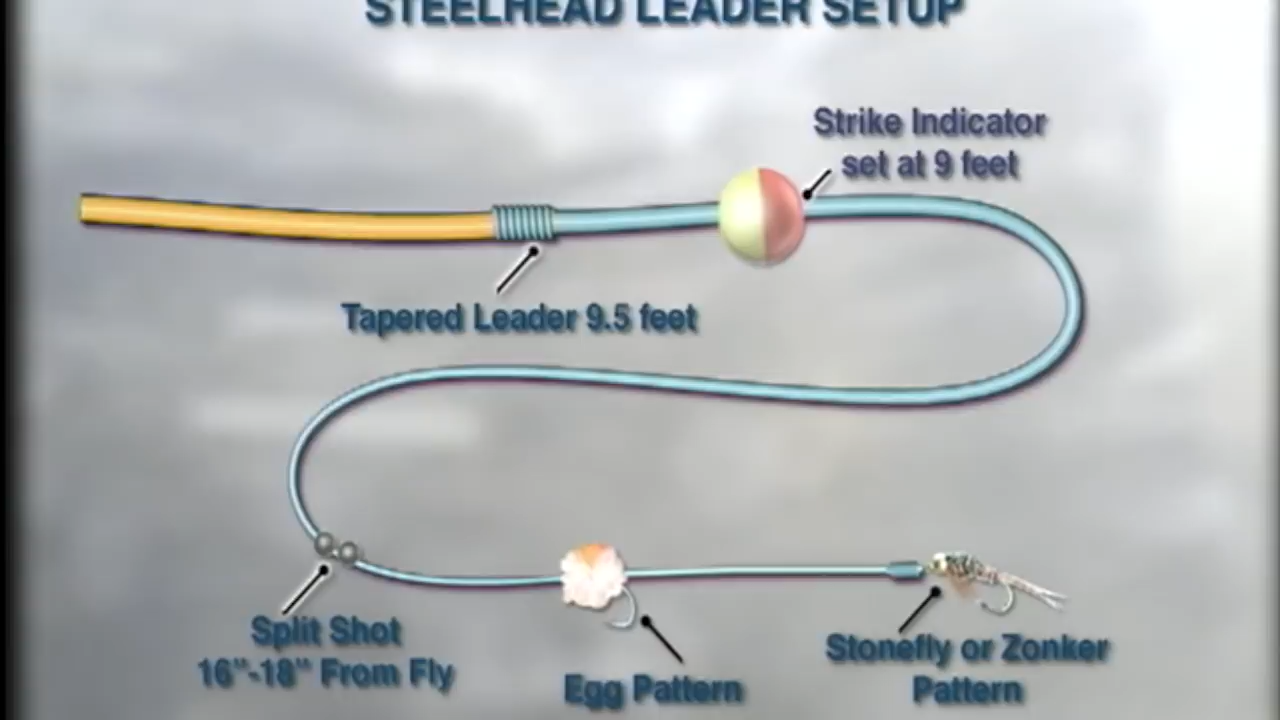 STEELHEAD LEADER SETUP
Strike Indicator
set at 9 feet
Tapered Leader 9.5 feet
Split Shot
16"-18" From Fly
Egg Pattern
Stonefly or Zonker
Pattern